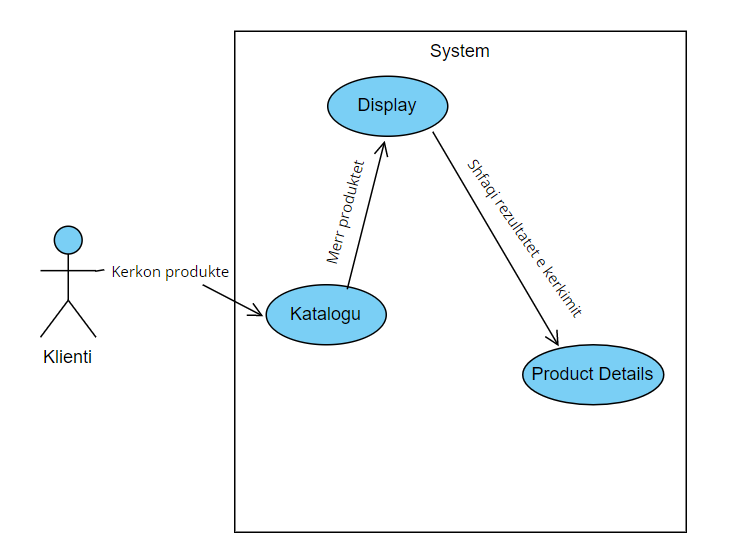 System
Display
Merr produktet
Shfaqi rezultatet e kerkimit
Kerkon produkte
Katalogu
Klienti
Product Details